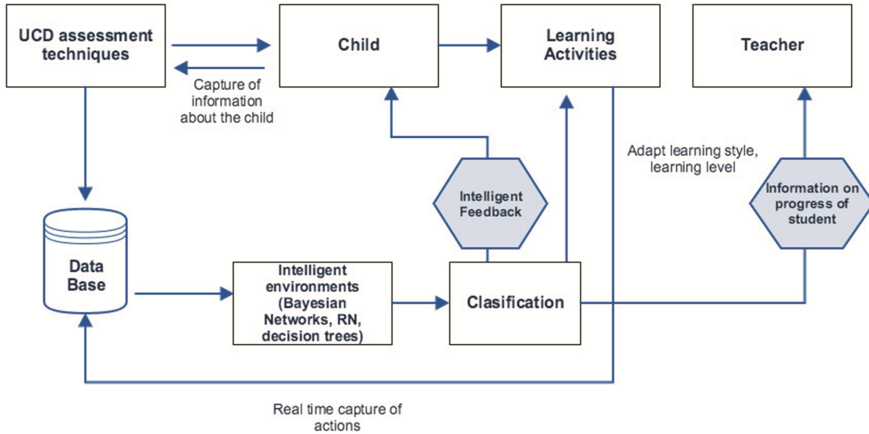 UCD assessment
techniques
Child
Learning
Activities
Teacher
Capture of
information
about the child
Adapt learning style,
learning level
Intelligent
Feedback
Information on
progress of
student
Data
Base
Intelligent
environments
(Bayesian
Networks, RN,
decision trees)
Clasification
Real time capture of
actions